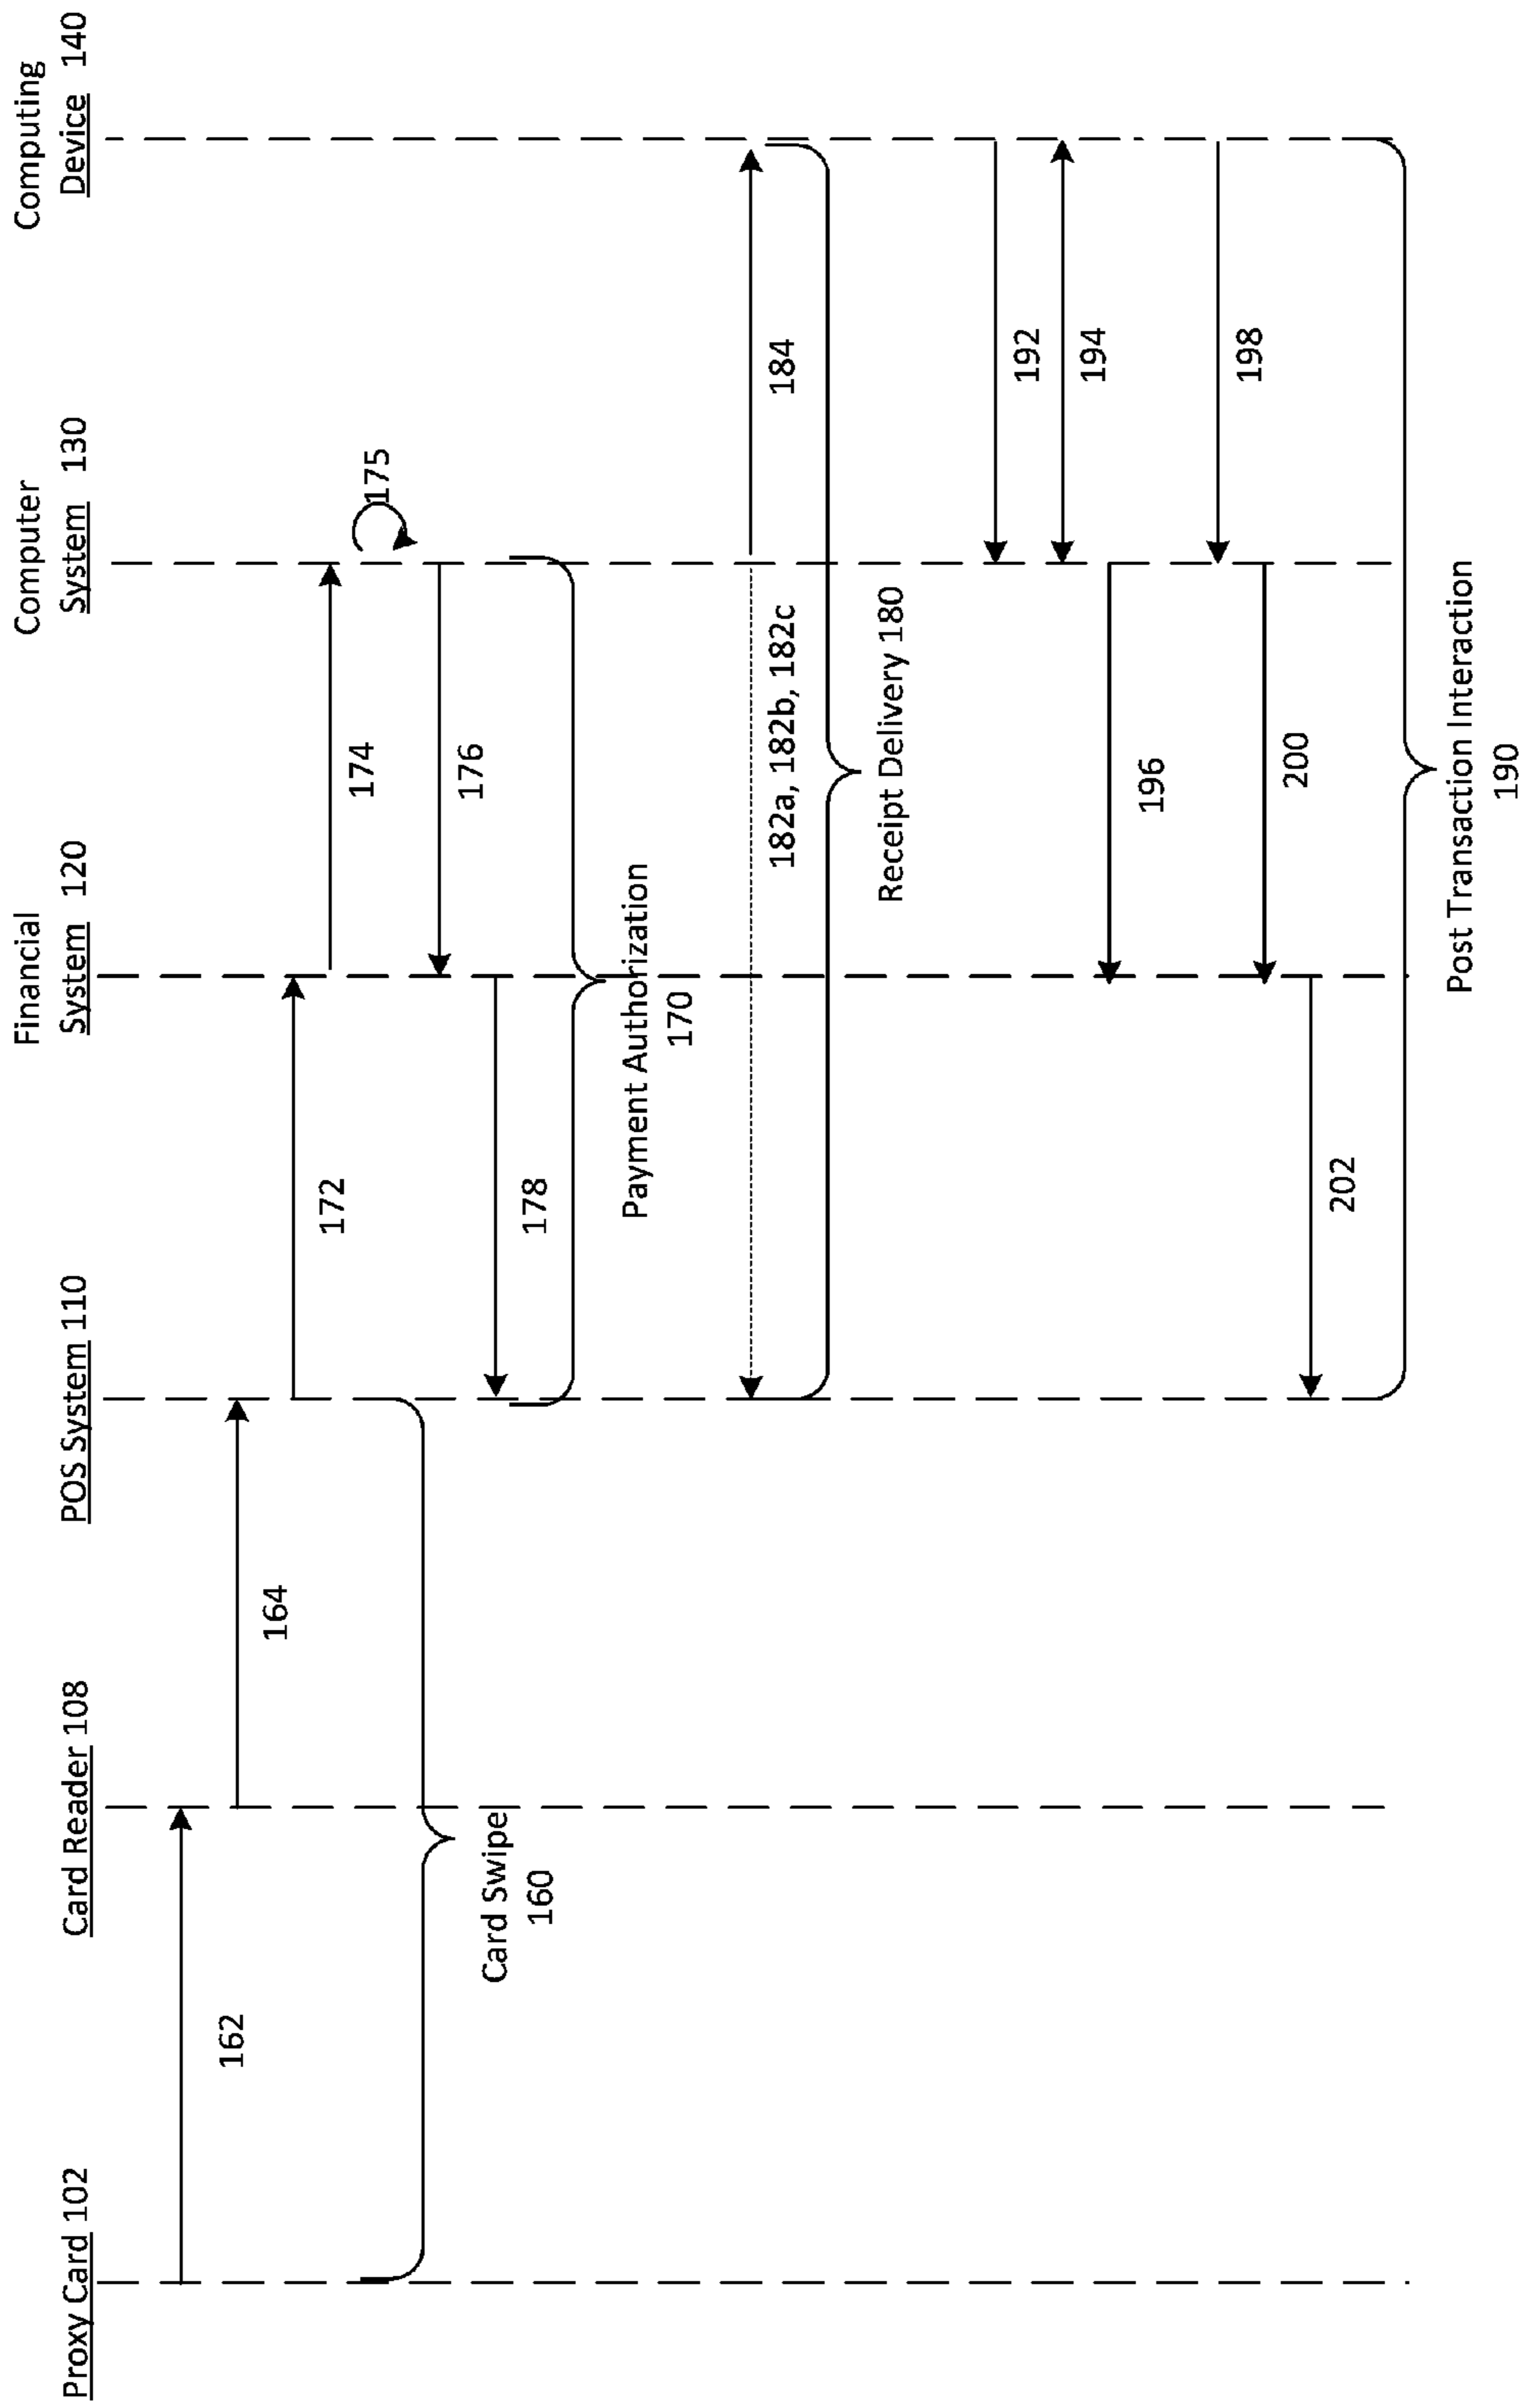 Proxy Card 102
Card Reader 108
POS System 110
Financial
System 120
Computer
System 130
Computing
Device 140
162
164
172
174
175
176
178
Card Swipe
160
Payment Authorization
170
182a, 182b, 182c
184
Receipt Delivery 180
192
194
196
198
200
202
Post Transaction Interaction
190